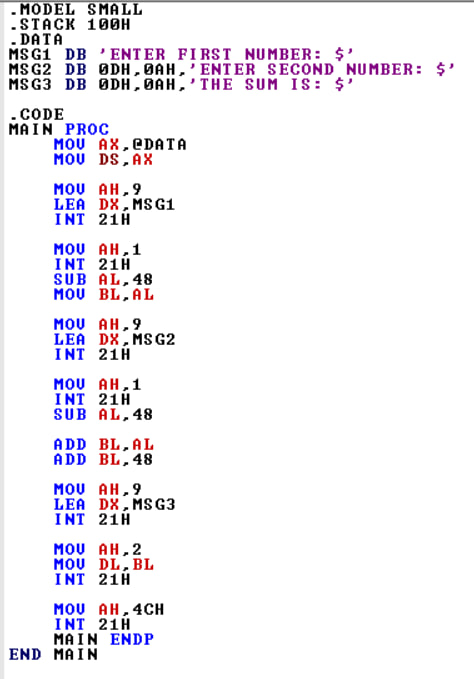 .MODEL SMALL
.STACK 100H
.DATA
MSG1 DB 'ENTER FIRST NUMBER: $'
MSG2 DB 0DH,0AH,'ENTER SECOND NUMBER: $'
MSG3 DB 0DH,0AH,'THE SUM IS: $'
.CODE
MAIN PROC
MOV AX,@DATA
MOV DS,AX
MOV AH,9
LEA DX,MSG1
INT 21H
MOV AH,1
INT 21H
SUB AL,48
MOV BL,AL
MOV AH,9
LEA DX,MSG2
INT 21H
MOV AH,1
INT 21H
SUB AL,48
ADD BL,AL
ADD BL,48
MOV AH,9
LEA DX,MSG3
INT 21H
MOV AH,2
MOV DL,BL
INT 21H
MOV AH,4CH
INT 21H
MAIN ENDP
END MAIN